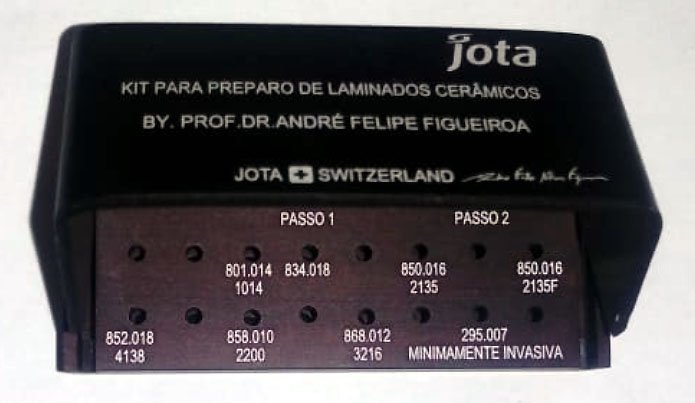 jota
KIT PARA PREPARO DE LAMINADOS CERÂMICOS
BY. PROF.DR.ANDRÉ FELIPE FIGUEIROA
JOTA SWITZERLAND
PASSO 1 PASSO 2
801.014 834.018 850.016 850.016
1014 2135 2135F
852.018 858.010 868.012 295.007
4138 2200 3216 MINIMAMENTE INVASIVA